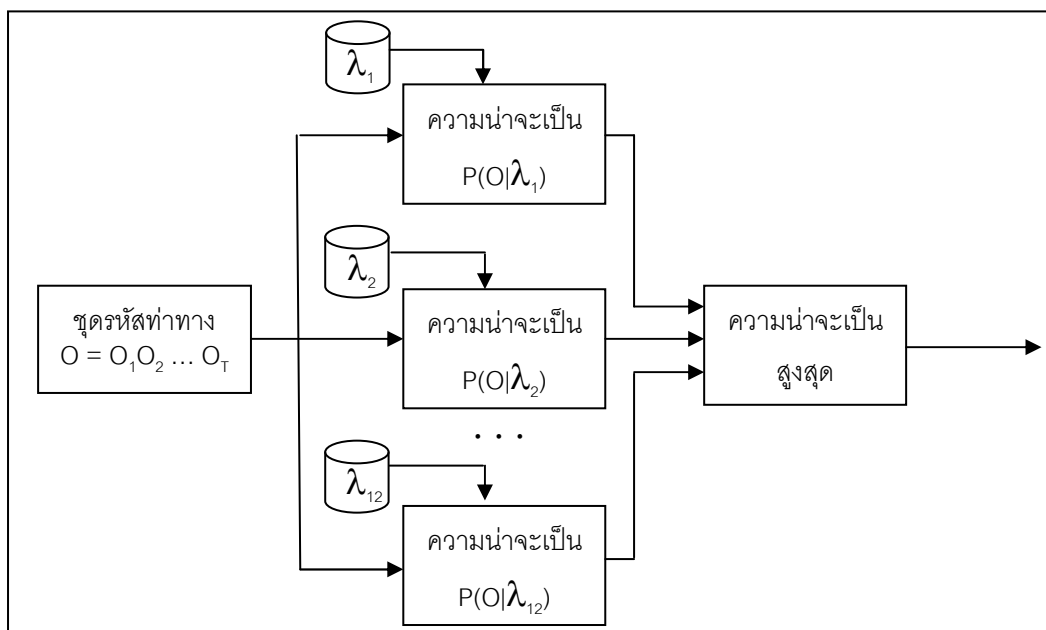 λ₁
ความน่าจะเป็น
P(O|λ₁)
λ₂
ความน่าจะเป็น
P(O|λ₂)
ชุดรหัสท่าทาง
O = O₁O₂ ... O_T
ความน่าจะเป็น
สูงสุด
. . .
λ₁₂
ความน่าจะเป็น
P(O|λ₁₂)